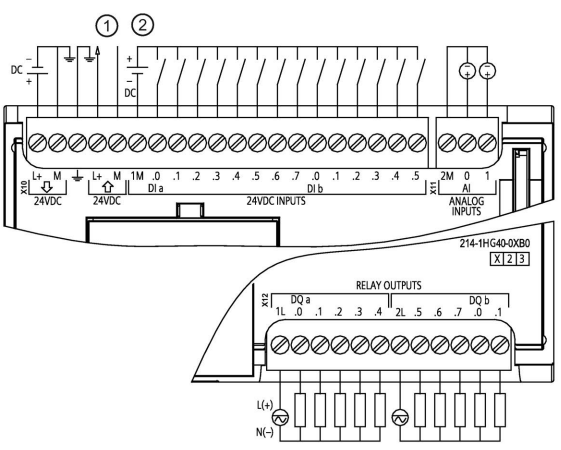 ① ②
DC − + + − DC
− + − +
L+ M ⏚ L+ M 1M .0 .1 .2 .3 .4 .5 .6 .7 .0 .1 .2 .3 .4 .5 2M 0 1
X10 24VDC 24VDC DI a DI b X11 AI
24VDC INPUTS ANALOG
INPUTS
214-1HG40-0XB0
X 2 3
RELAY OUTPUTS
X12 DQ a DQ b
1L .0 .1 .2 .3 .4 2L .5 .6 .7 .0 .1
L(+)
N(−)